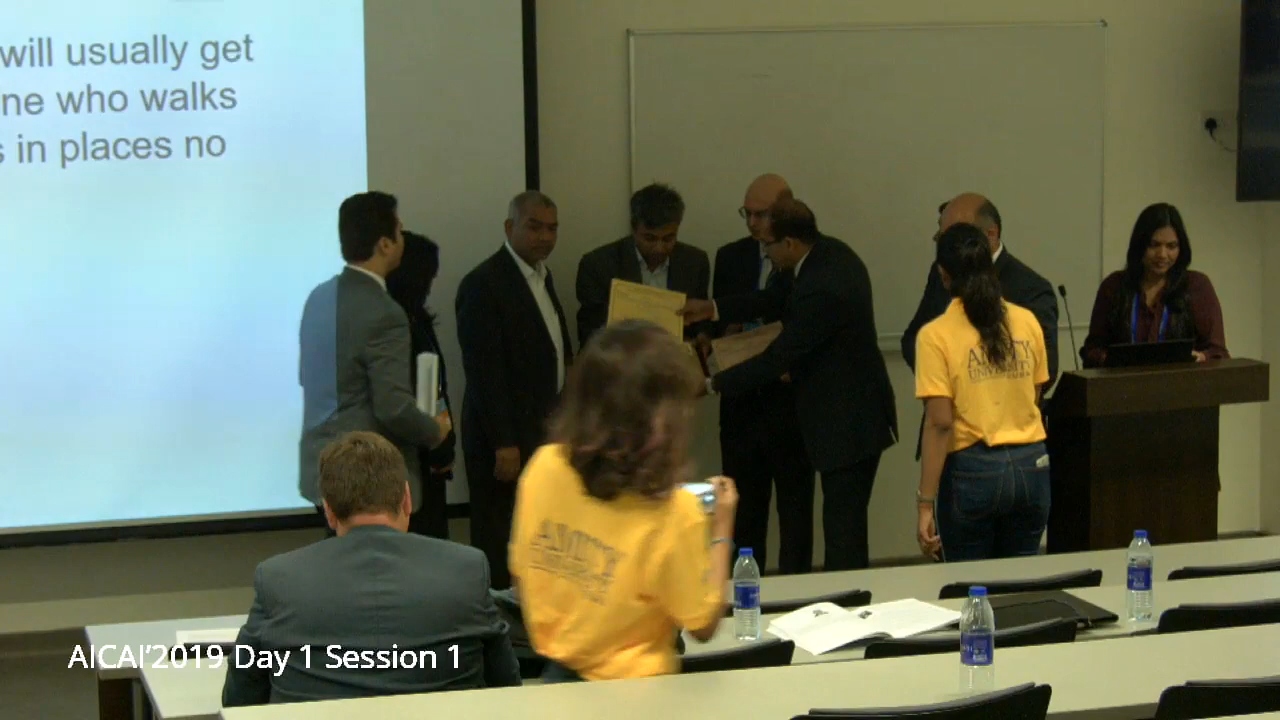 will usually get
ne who walks
s in places no
AMITY
UNIVERSITY
AMITY
AICAI'2019 Day 1 Session 1